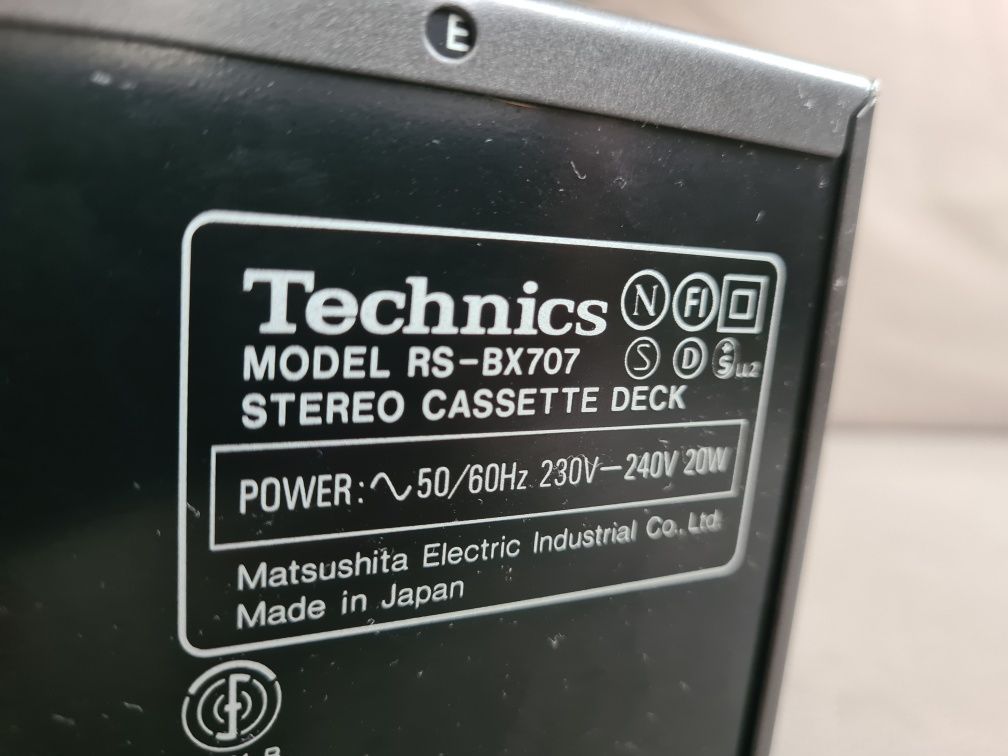 E
Technics N FI
MODEL RS-BX707 S D S
STEREO CASSETTE DECK
POWER: ∿50/60Hz 230V—240V 20W
Matsushita Electric Industrial Co., Ltd.
Made in Japan